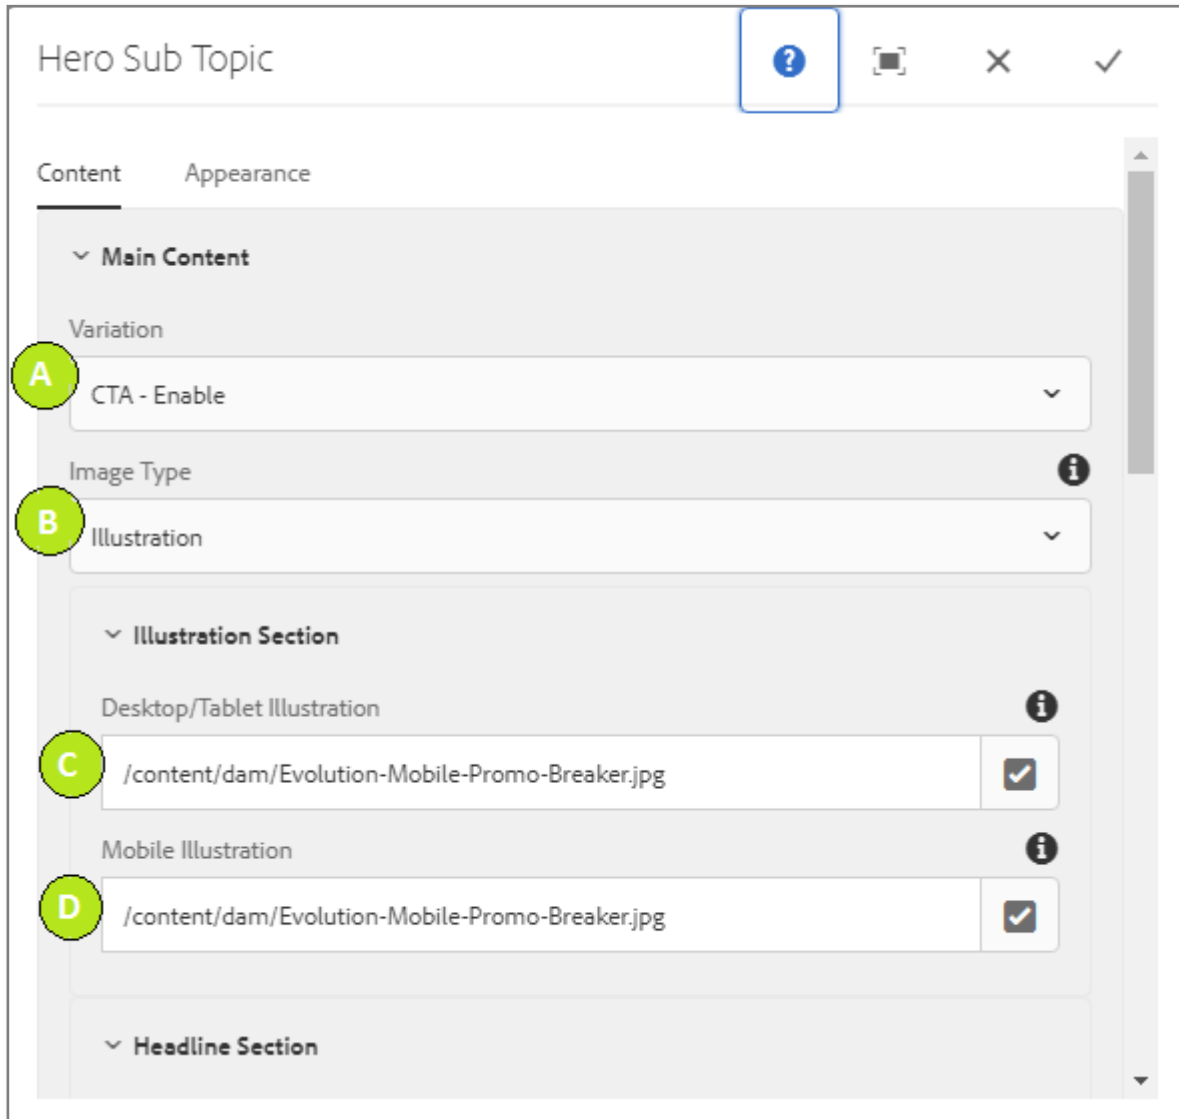 Hero Sub Topic
Content Appearance
Main Content
Variation
A
CTA - Enable
Image Type
B
Illustration
Illustration Section
Desktop/Tablet Illustration
C
/content/dam/Evolution-Mobile-Promo-Breaker.jpg
Mobile Illustration
D
/content/dam/Evolution-Mobile-Promo-Breaker.jpg
Headline Section